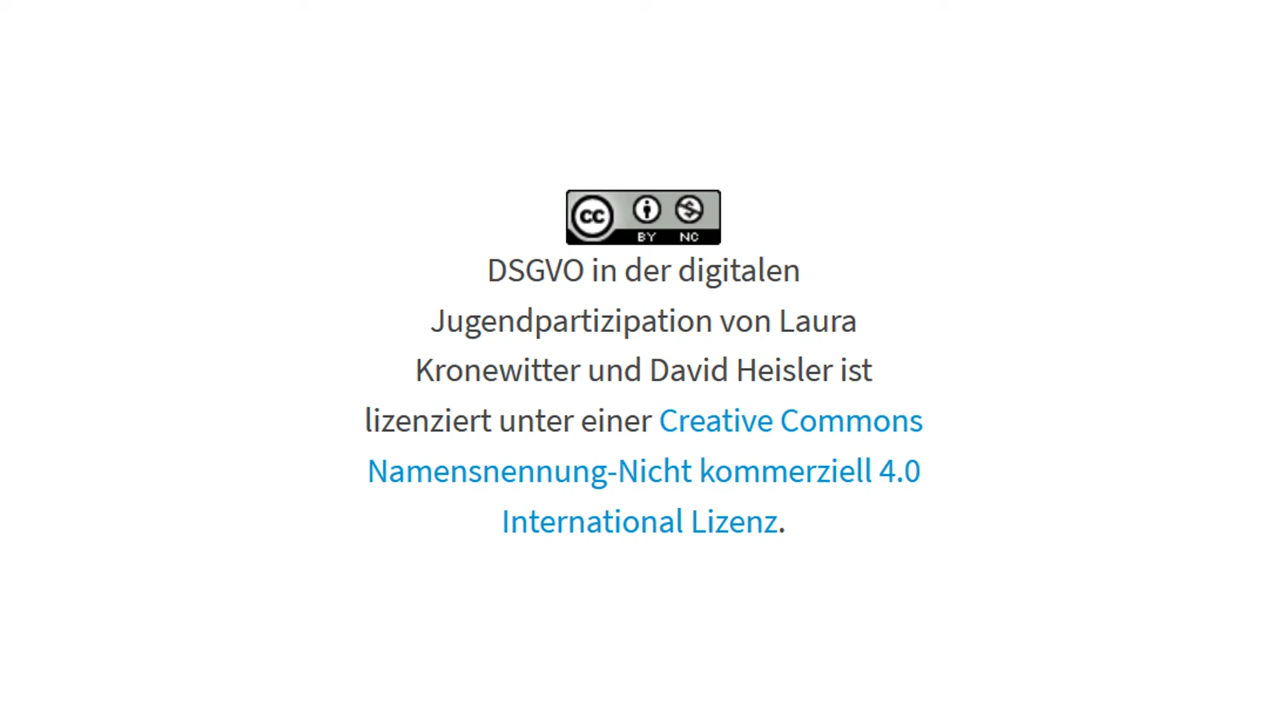 cc BY NC
DSGVO in der digitalen
Jugendpartizipation von Laura
Kronewitter und David Heisler ist
lizenziert unter einer Creative Commons
Namensnennung-Nicht kommerziell 4.0
International Lizenz.